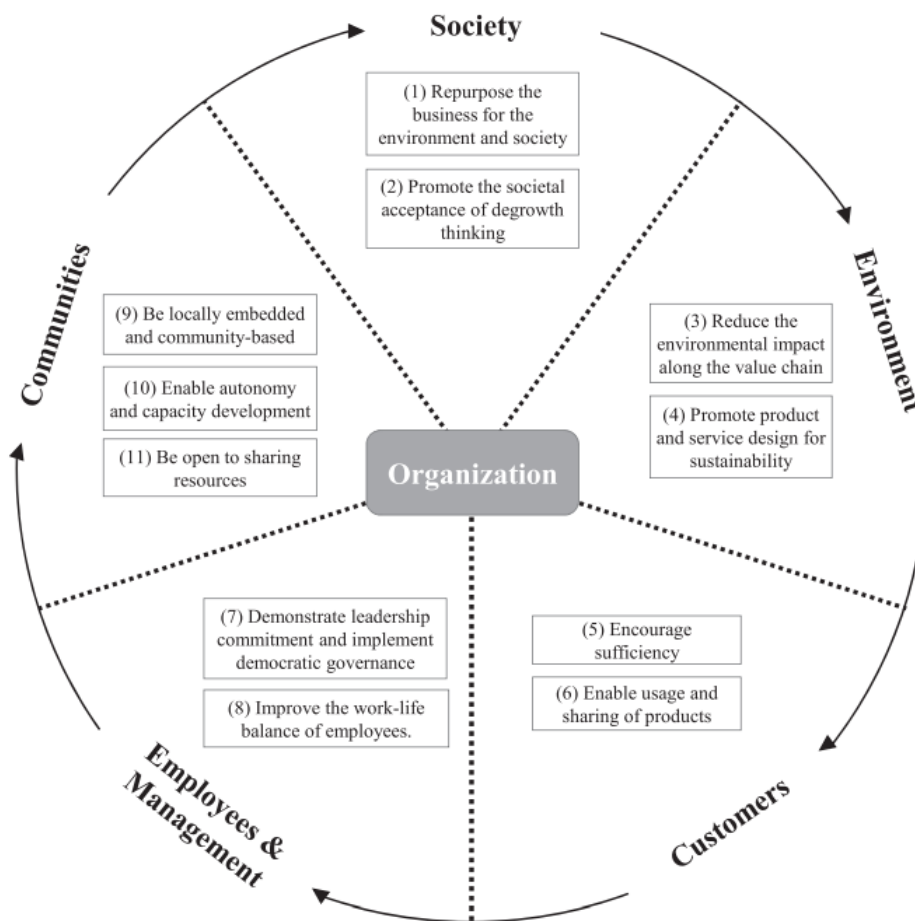 Society
(1) Repurpose the
business for the
environment and society
(2) Promote the societal
acceptance of degrowth
thinking
Environment
(3) Reduce the
environmental impact
along the value chain
(4) Promote product
and service design for
sustainability
Customers
(5) Encourage
sufficiency
(6) Enable usage and
sharing of products
Employees &
Management
(7) Demonstrate leadership
commitment and implement
democratic governance
(8) Improve the work-life
balance of employees.
Communities
(9) Be locally embedded
and community-based
(10) Enable autonomy
and capacity development
(11) Be open to sharing
resources
Organization